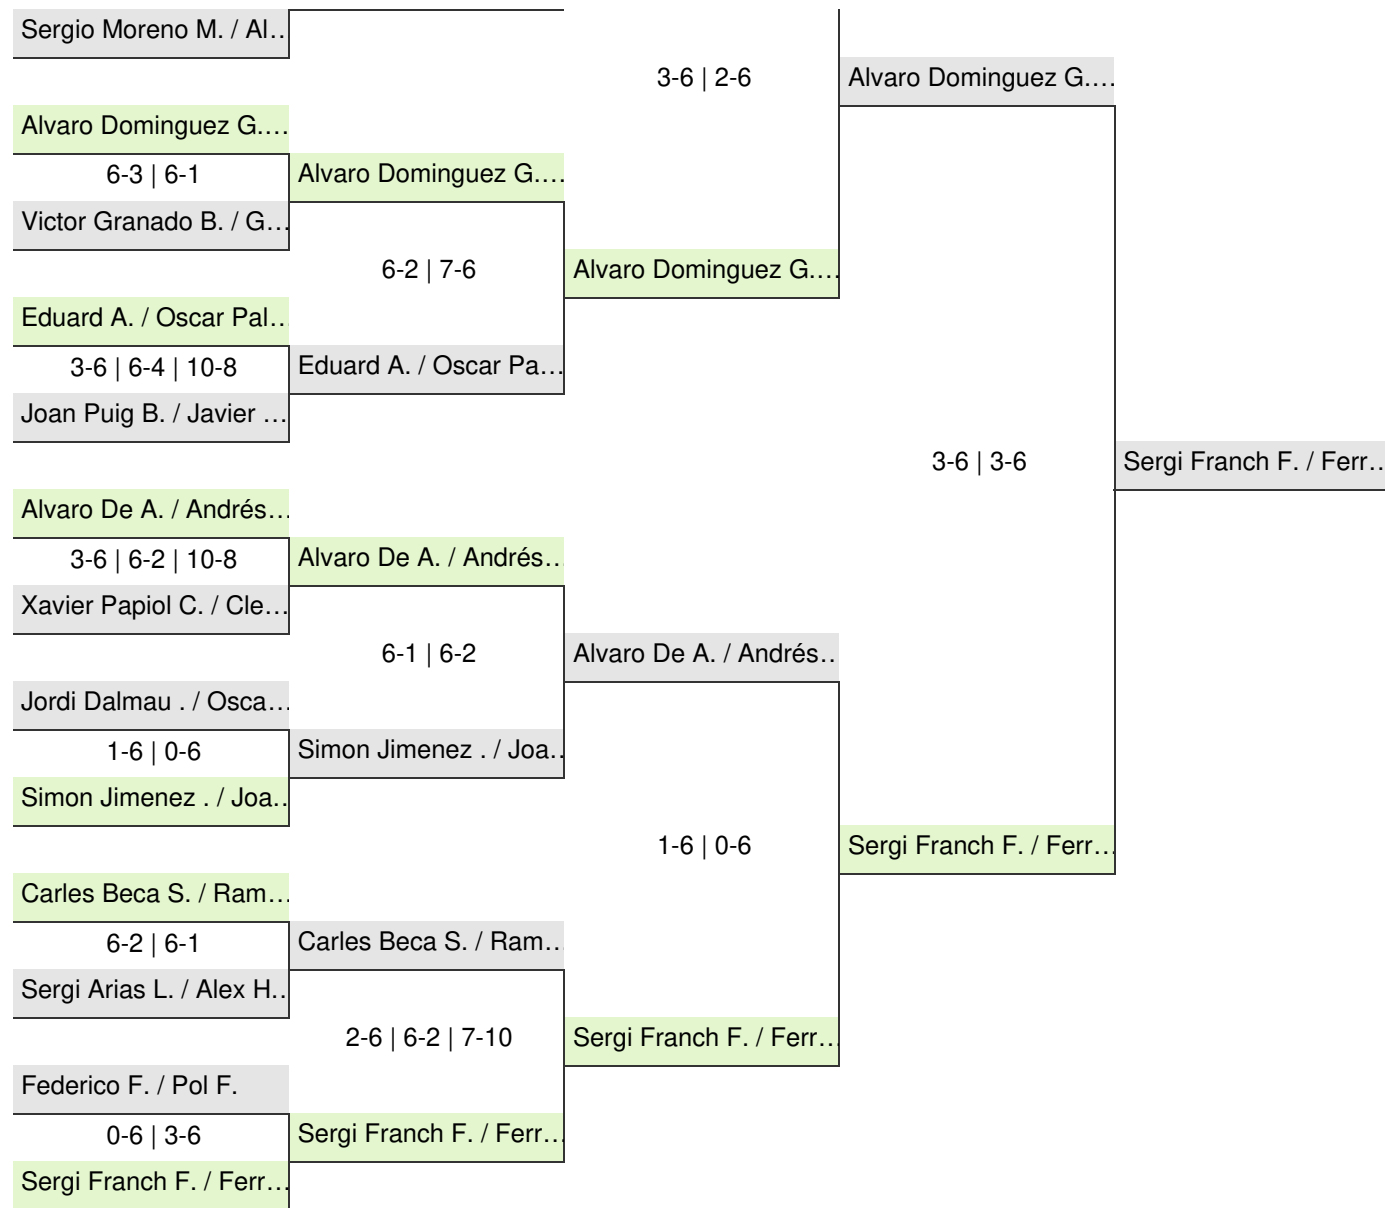 Sergio Moreno M. / Al…
3-6 | 2-6
Alvaro Dominguez G.…
Alvaro Dominguez G.…
6-3 | 6-1
Alvaro Dominguez G.…
Victor Granado B. / G…
6-2 | 7-6
Alvaro Dominguez G.…
Eduard A. / Oscar Pal…
3-6 | 6-4 | 10-8
Eduard A. / Oscar Pa…
Joan Puig B. / Javier …
3-6 | 3-6
Sergi Franch F. / Ferr…
Alvaro De A. / Andrés…
3-6 | 6-2 | 10-8
Alvaro De A. / Andrés…
Xavier Papiol C. / Cle…
6-1 | 6-2
Alvaro De A. / Andrés…
Jordi Dalmau . / Osca…
1-6 | 0-6
Simon Jimenez . / Joa…
Simon Jimenez . / Joa…
1-6 | 0-6
Sergi Franch F. / Ferr…
Carles Beca S. / Ram…
6-2 | 6-1
Carles Beca S. / Ram…
Sergi Arias L. / Alex H…
2-6 | 6-2 | 7-10
Sergi Franch F. / Ferr…
Federico F. / Pol F.
0-6 | 3-6
Sergi Franch F. / Ferr…
Sergi Franch F. / Ferr…